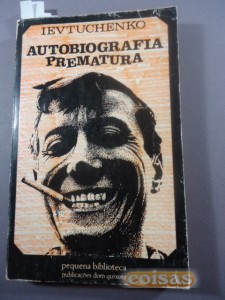 IEVTUCHENKO
AUTOBIOGRAFIA
PREMATURA
pequena biblioteca
publicações dom quixote
coisas